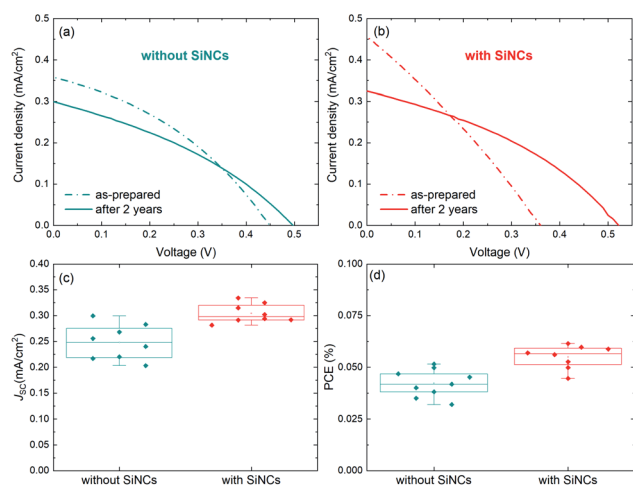 (a)
without SiNCs
Current density (mA/cm²)
0.5
0.4
0.3
0.2
0.1
0.0
as-prepared
after 2 years
0.0 0.1 0.2 0.3 0.4 0.5
Voltage (V)
(b)
with SiNCs
Current density (mA/cm²)
0.5
0.4
0.3
0.2
0.1
0.0
as-prepared
after 2 years
0.0 0.1 0.2 0.3 0.4 0.5
Voltage (V)
(c)
JSC(mA/cm²)
0.40
0.35
0.30
0.25
0.20
0.15
0.10
0.05
0.00
without SiNCs with SiNCs
(d)
PCE (%)
0.100
0.075
0.050
0.025
0.000
without SiNCs with SiNCs